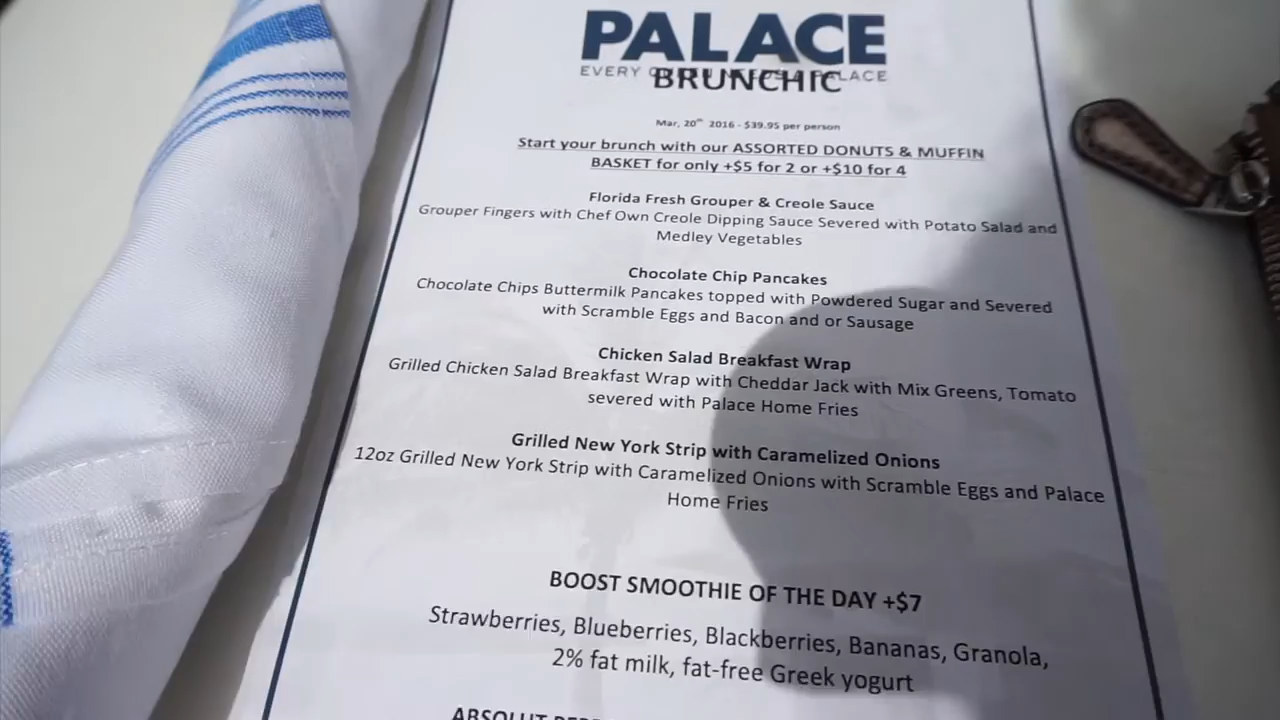 PALACE
EVERY QUEEN NEEDS A PALACE
BRUNCHIC
Mar, 20th 2016 - $39.95 per person
Start your brunch with our ASSORTED DONUTS & MUFFIN
BASKET for only +$5 for 2 or +$10 for 4
Florida Fresh Grouper & Creole Sauce
Grouper Fingers with Chef Own Creole Dipping Sauce Severed with Potato Salad and
Medley Vegetables
Chocolate Chip Pancakes
Chocolate Chips Buttermilk Pancakes topped with Powdered Sugar and Severed
with Scramble Eggs and Bacon and or Sausage
Chicken Salad Breakfast Wrap
Grilled Chicken Salad Breakfast Wrap with Cheddar Jack with Mix Greens, Tomato
severed with Palace Home Fries
Grilled New York Strip with Caramelized Onions
12oz Grilled New York Strip with Caramelized Onions with Scramble Eggs and Palace
Home Fries
BOOST SMOOTHIE OF THE DAY +$7
Strawberries, Blueberries, Blackberries, Bananas, Granola,
2% fat milk, fat-free Greek yogurt
ABSOLUT